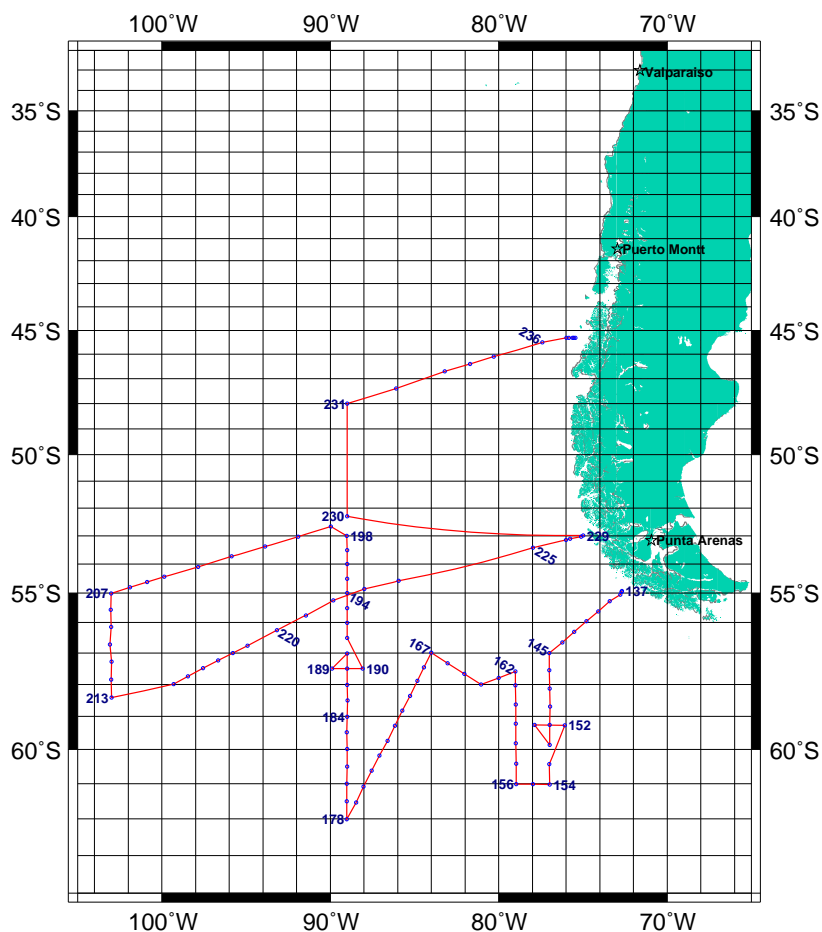 100˚W 90˚W 80˚W 70˚W
Valparaiso
35˚S 35˚S
40˚S 40˚S
Puerto Montt
45˚S 45˚S
236
231
50˚S 50˚S
230
198 229 Punta Arenas
225
55˚S 55˚S
207 137
194
220
167 145
162
189 190
213
184 152
60˚S 60˚S
156 154
178
100˚W 90˚W 80˚W 70˚W